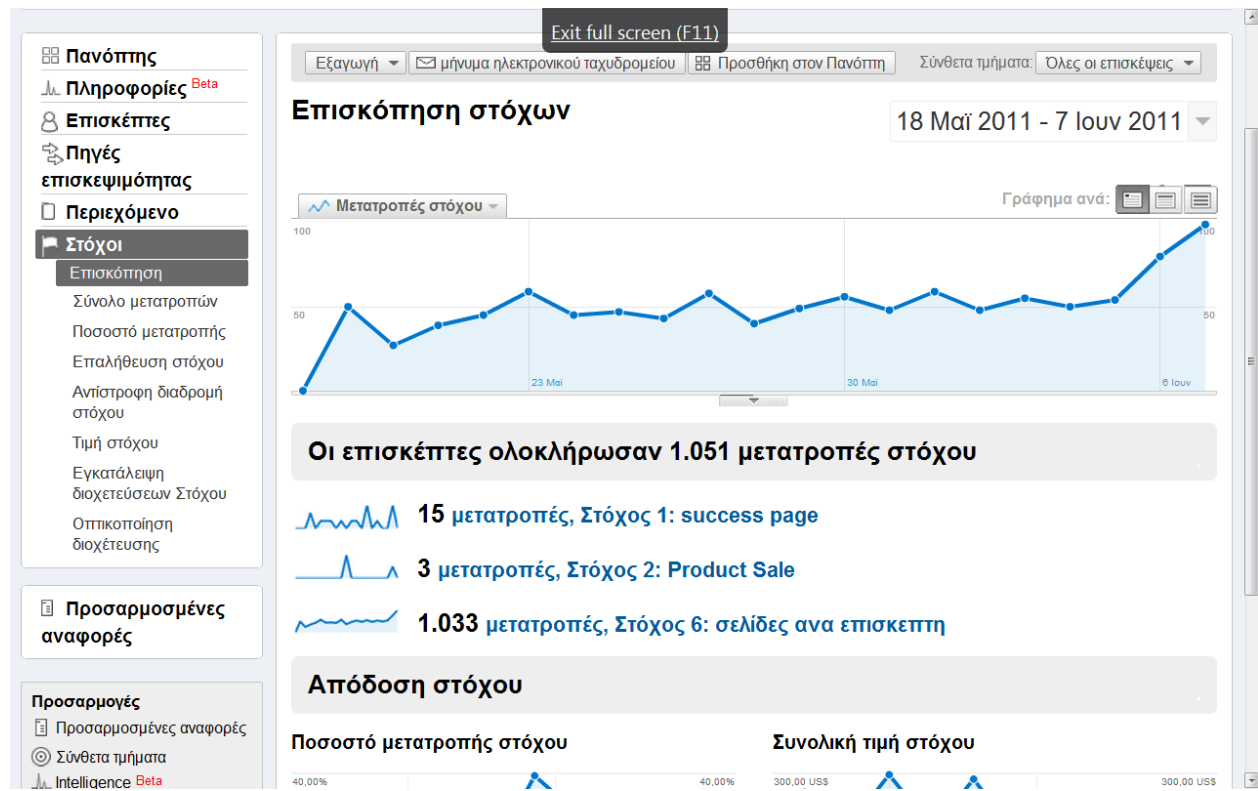 Exit full screen (F11)
Πανόπτης
Πληροφορίες Beta
Επισκέπτες
Πηγές
επισκεψιμότητας
Περιεχόμενο
Στόχοι
Επισκόπηση
Σύνολο μετατροπών
Ποσοστό μετατροπής
Επαλήθευση στόχου
Αντίστροφη διαδρομή
στόχου
Τιμή στόχου
Εγκατάλειψη
διοχετεύσεων Στόχου
Οπτικοποίηση
διοχέτευσης
Προσαρμοσμένες
αναφορές
Προσαρμογές
Προσαρμοσμένες αναφορές
Σύνθετα τμήματα
Intelligence Beta
Εξαγωγή μήνυμα ηλεκτρονικού ταχυδρομείου Προσθήκη στον Πανόπτη Σύνθετα τμήματα: Όλες οι επισκέψεις
Επισκόπηση στόχων
18 Μαϊ 2011 - 7 Ιουν 2011
Μετατροπές στόχου Γράφημα ανά:
100 100
50 50
23 Μαϊ 30 Μαϊ 6 Ιουν
Οι επισκέπτες ολοκλήρωσαν 1.051 μετατροπές στόχου
15 μετατροπές, Στόχος 1: success page
3 μετατροπές, Στόχος 2: Product Sale
1.033 μετατροπές, Στόχος 6: σελίδες ανα επισκεπτη
Απόδοση στόχου
Ποσοστό μετατροπής στόχου Συνολική τιμή στόχου
40,00% 40,00% 300,00 US$ 300,00 US$